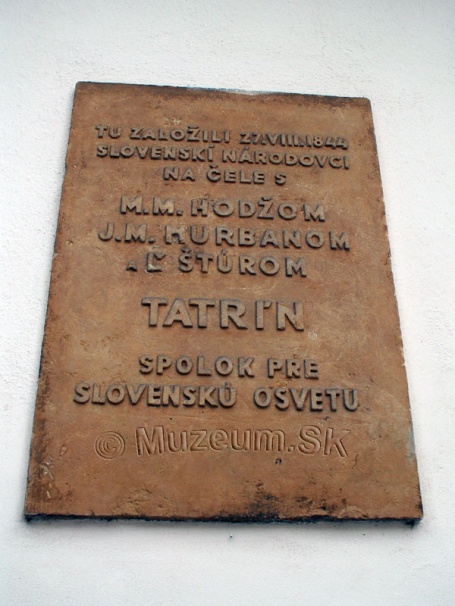 TU ZALOŽILI 27.VIII.1844
SLOVENSKÍ NÁRODOVCI
NA ČELE S
M.M. HODŽOM
J.M. HURBANOM
A Ľ ŠTÚROM
TATRÍN
SPOLOK PRE
SLOVENSKÚ OSVETU
© Muzeum.SK